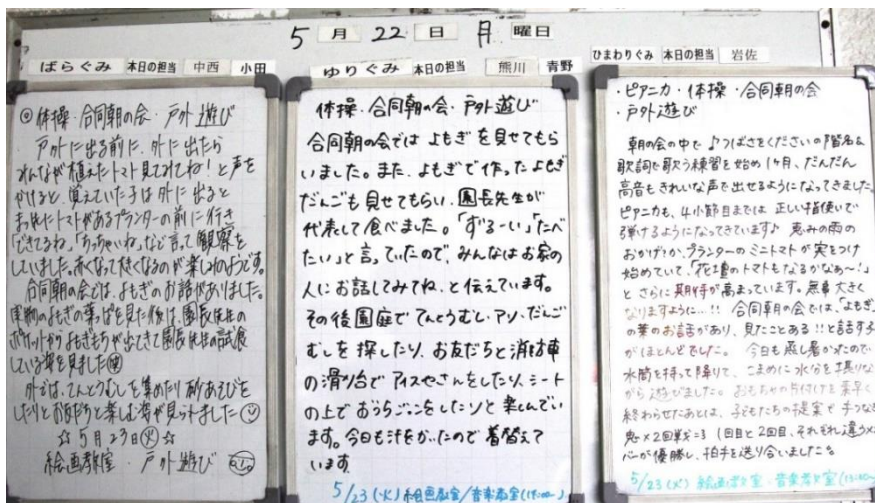 5 月 22 日 月 曜日
ばらぐみ 本日の担当 中西 小田
◎体操・合同朝の会・戸外遊び
戸外に出る前に、外に出たら
みんなが植えたトマト見てみてね!と声を
かけると、覚えていた子は外に出ると
まっ先にトマトがあるプランターの前に行き
「できてるね」「ちっちゃいね」など言って観察を
していました。赤くなって大きくなるのが楽しみのようです。
合同朝の会では、よもぎのお話がありました。
実物のよもぎの葉っぱを見た後は、園長先生の
ポケットからよもぎもちが出てきて園長先生の試食
している姿を見ました
外では、てんとうむしを集めたり砂あそびを
したりとお友だちと楽しむ姿が見られました
☆5月23日(火)☆
絵画教室・戸外遊び
ゆりぐみ 本日の担当 熊川 青野
体操・合同朝の会・戸外遊び
合同朝の会では よもぎを見せてもら
いました。また、よもぎで作ったよもぎ
だんごも見せてもらい、園長先生が
代表して食べました。「ずるーい」「たべ
たい」と言っていたので、みんなはお家の
人にお話してみてね、と伝えています。
その後園庭で てんとうむし・アリ・だんご
むしを探したり、お友だちと消防車
の滑り台で アイスやさんをしたり、シート
の上で おうちごっこをしたりと楽しんでい
ます。今日も汗をかいたので 着替えて
います。
5/23(火)絵画教室/音楽教室
ひまわりぐみ 本日の担当 岩佐
・ピアニカ・体操・合同朝の会
・戸外遊び
朝の会の中で♪つばさをくださいの階名&
歌詞で歌う練習を始め1ヶ月、だんだん
高音もきれいな声で出せるようになってきました。
ピアニカも、4小節目までは 正しい指使いで
弾けるようになってきています♪ 恵みの雨の
おかげ?か、プランターのミニトマトが実をつけ
始めていて、「花壇のトマトもなるかなぁ〜!」
とさらに期待が高まっています。無事 大きく
なりますように…!! 合同朝の会では、「よもぎ」
の葉のお話があり、見たことある!!と話す子
がほとんどでした。 今日も蒸し暑かったので
水筒を持って降りて、こまめに水分を摂りな
がら遊びました。おもちゃの片付けを素早く
終わらせたあとは、子どもたちの提案で 手つなぎ
鬼×2回戦 (1回目と2回目、それぞれ違うメン
バーが優勝し、拍手を送り合いました。
5/23(火) 絵画教室・音楽教室